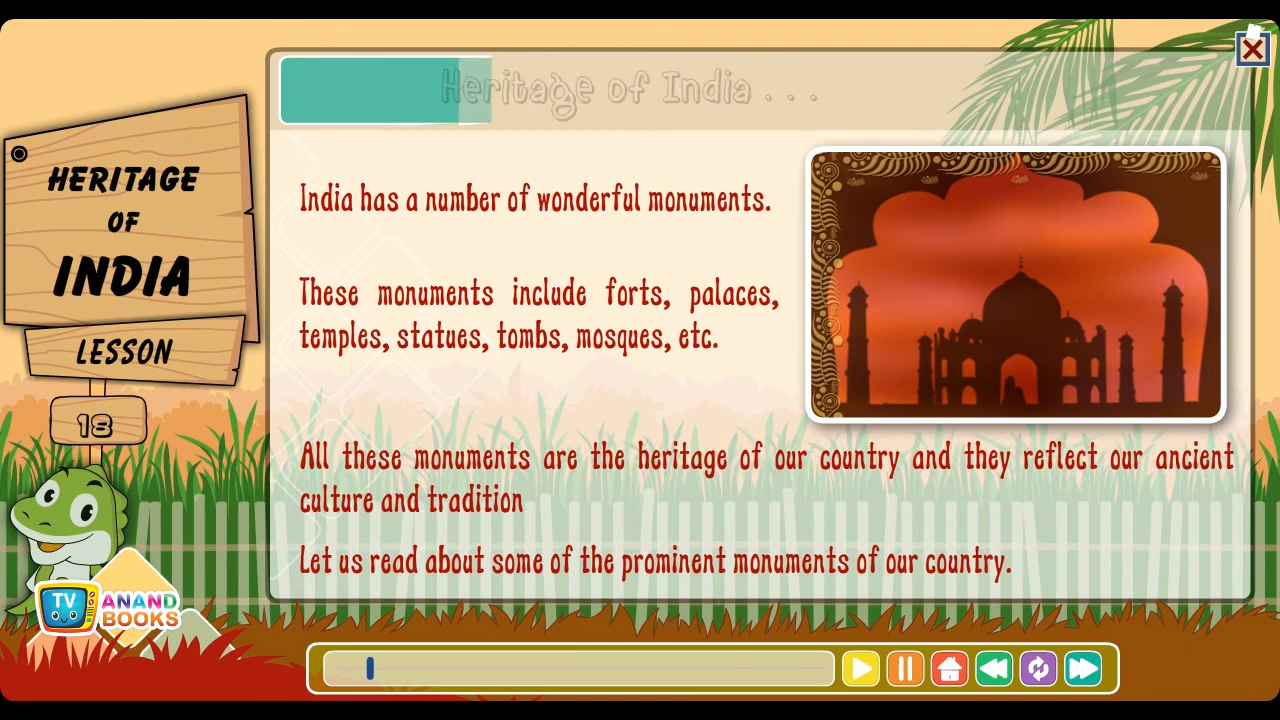 Heritage of India . . .
HERITAGE
OF
INDIA
LESSON
18
India has a number of wonderful monuments.
These monuments include forts, palaces,
temples, statues, tombs, mosques, etc.
All these monuments are the heritage of our country and they reflect our ancient
culture and tradition
Let us read about some of the prominent monuments of our country.
TV
ANAND
BOOKS